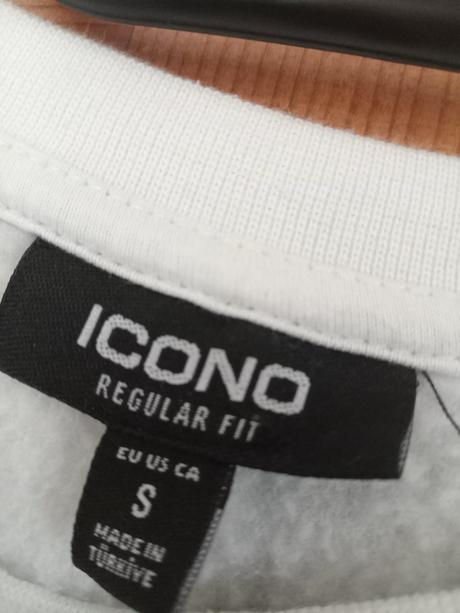 ICONO
REGULAR FIT
EU US CA
S
MADE IN
TÜRKİYE